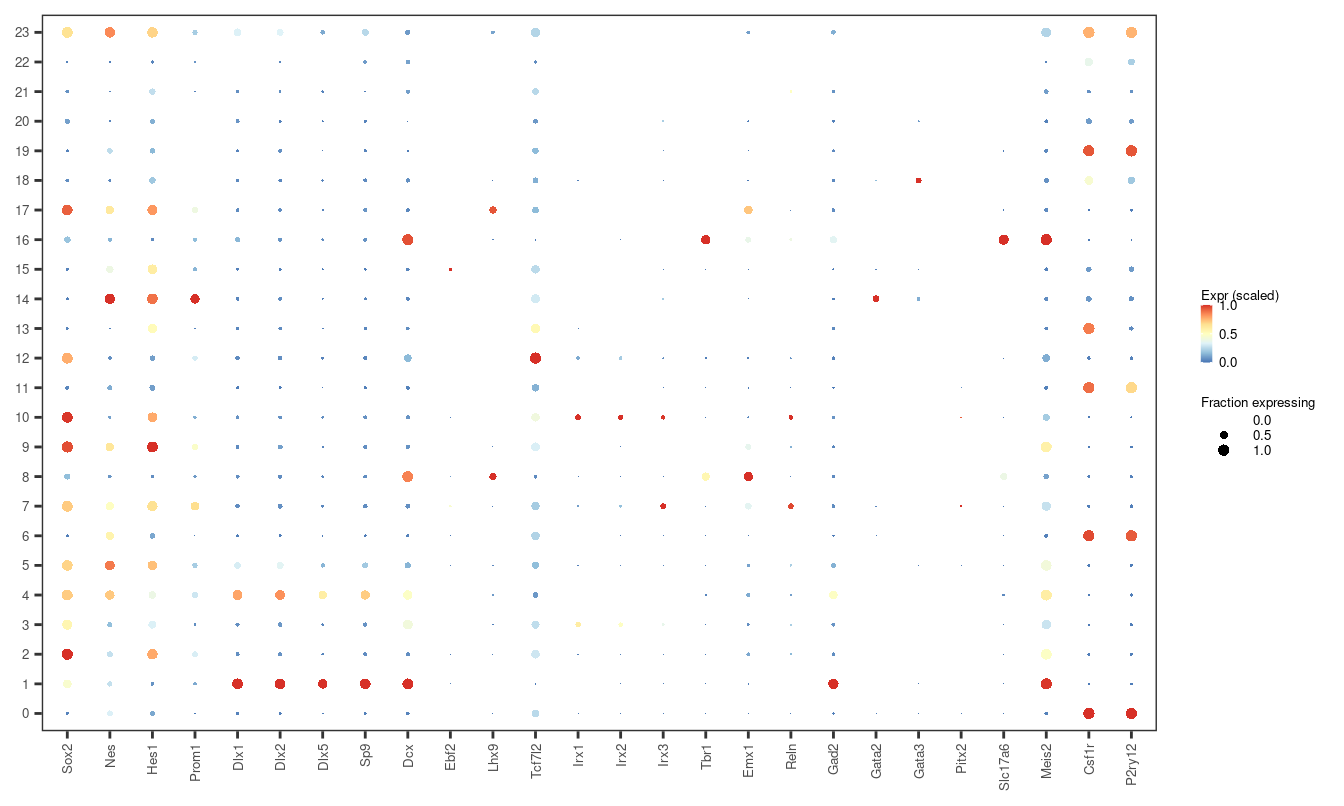 23
22
21
20
19
18
17
16
15
14
13
12
11
10
9
8
7
6
5
4
3
2
1
0
Sox2
Nes
Hes1
Prom1
Dlx1
Dlx2
Dlx5
Sp9
Dcx
Ebf2
Lhx9
Tcf7l2
Irx1
Irx2
Irx3
Tbr1
Emx1
Reln
Gad2
Gata2
Gata3
Pitx2
Slc17a6
Meis2
Csf1r
P2ry12
Expr (scaled)
1.0
0.5
0.0
Fraction expressing
0.0
0.5
1.0